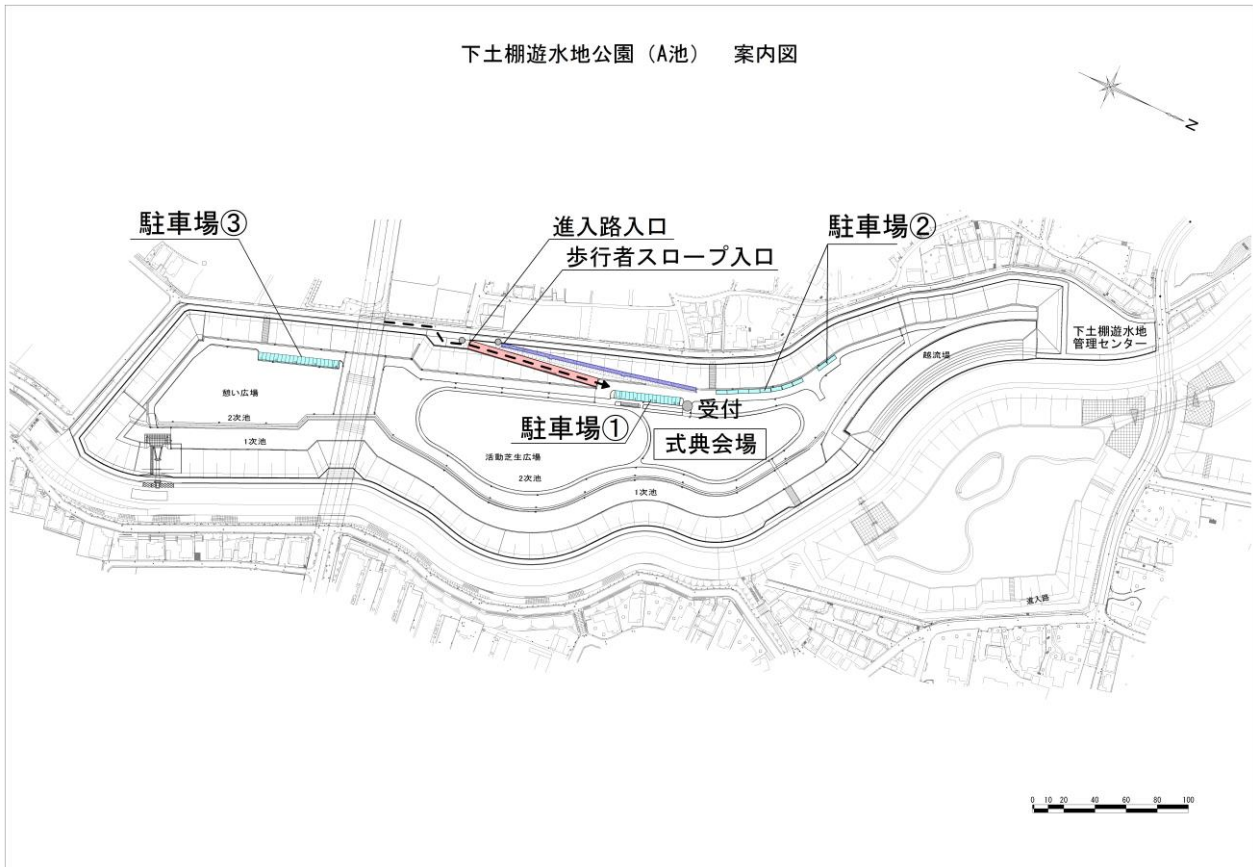 下土棚遊水地公園（A池）　案内図
N
駐車場③
進入路入口
歩行者スロープ入口
駐車場②
下土棚遊水地
管理センター
越流堤
憩い広場
2次池
1次池
駐車場①
受付
式典会場
活動芝生広場
2次池
1次池
進入路
0 10 20 40 60 80 100